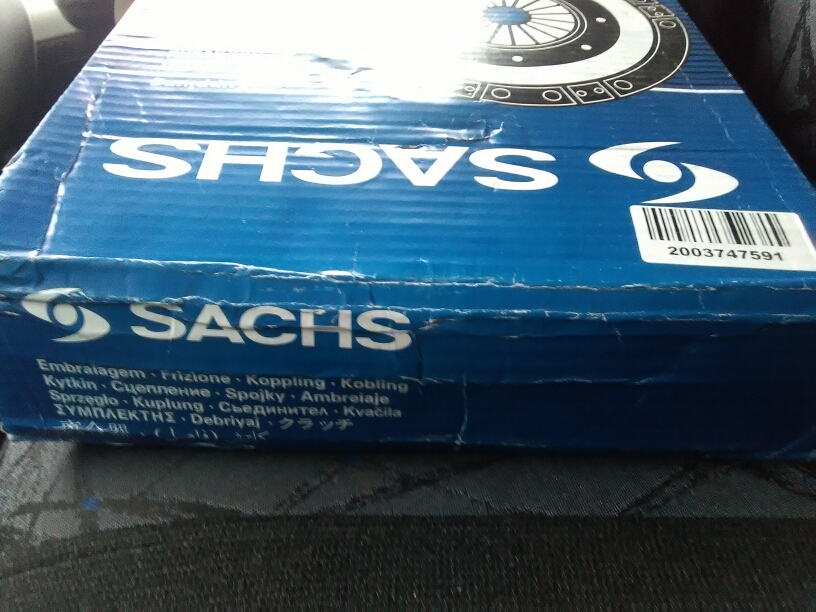 SACHS
2003747591
SACHS
Embraiagem · Frizione · Koppling · Kobling
Kytkin · Сцепление · Spojky · Ambreiaje
Sprzęgło · Kuplung · Съединител · Kvačila
ΣΥΜΠΛΕΚΤΗΣ · Debriyaj · クラッチ